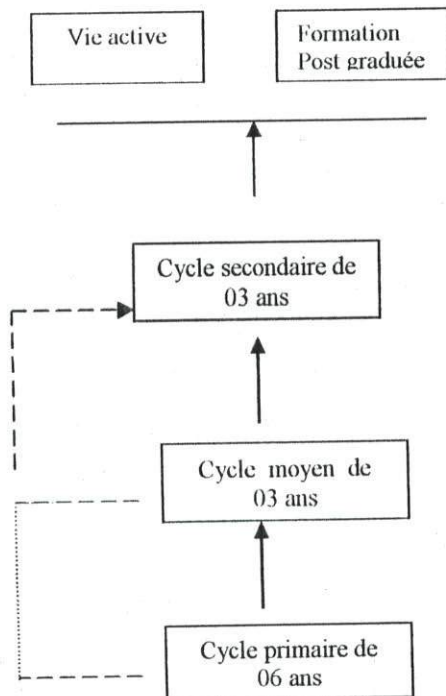 Vie active
Formation
Post graduée
Cycle secondaire de
03 ans
Cycle moyen de
03 ans
Cycle primaire de
06 ans